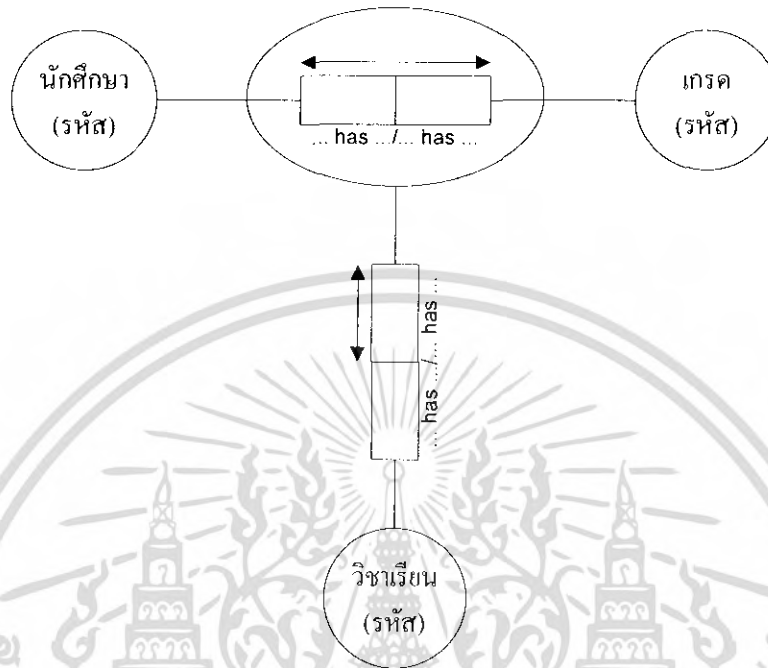 นักศึกษา
(รหัส)
... has .../... has ...
เกรด
(รหัส)
... has .../... has ...
วิชาเรียน
(รหัส)